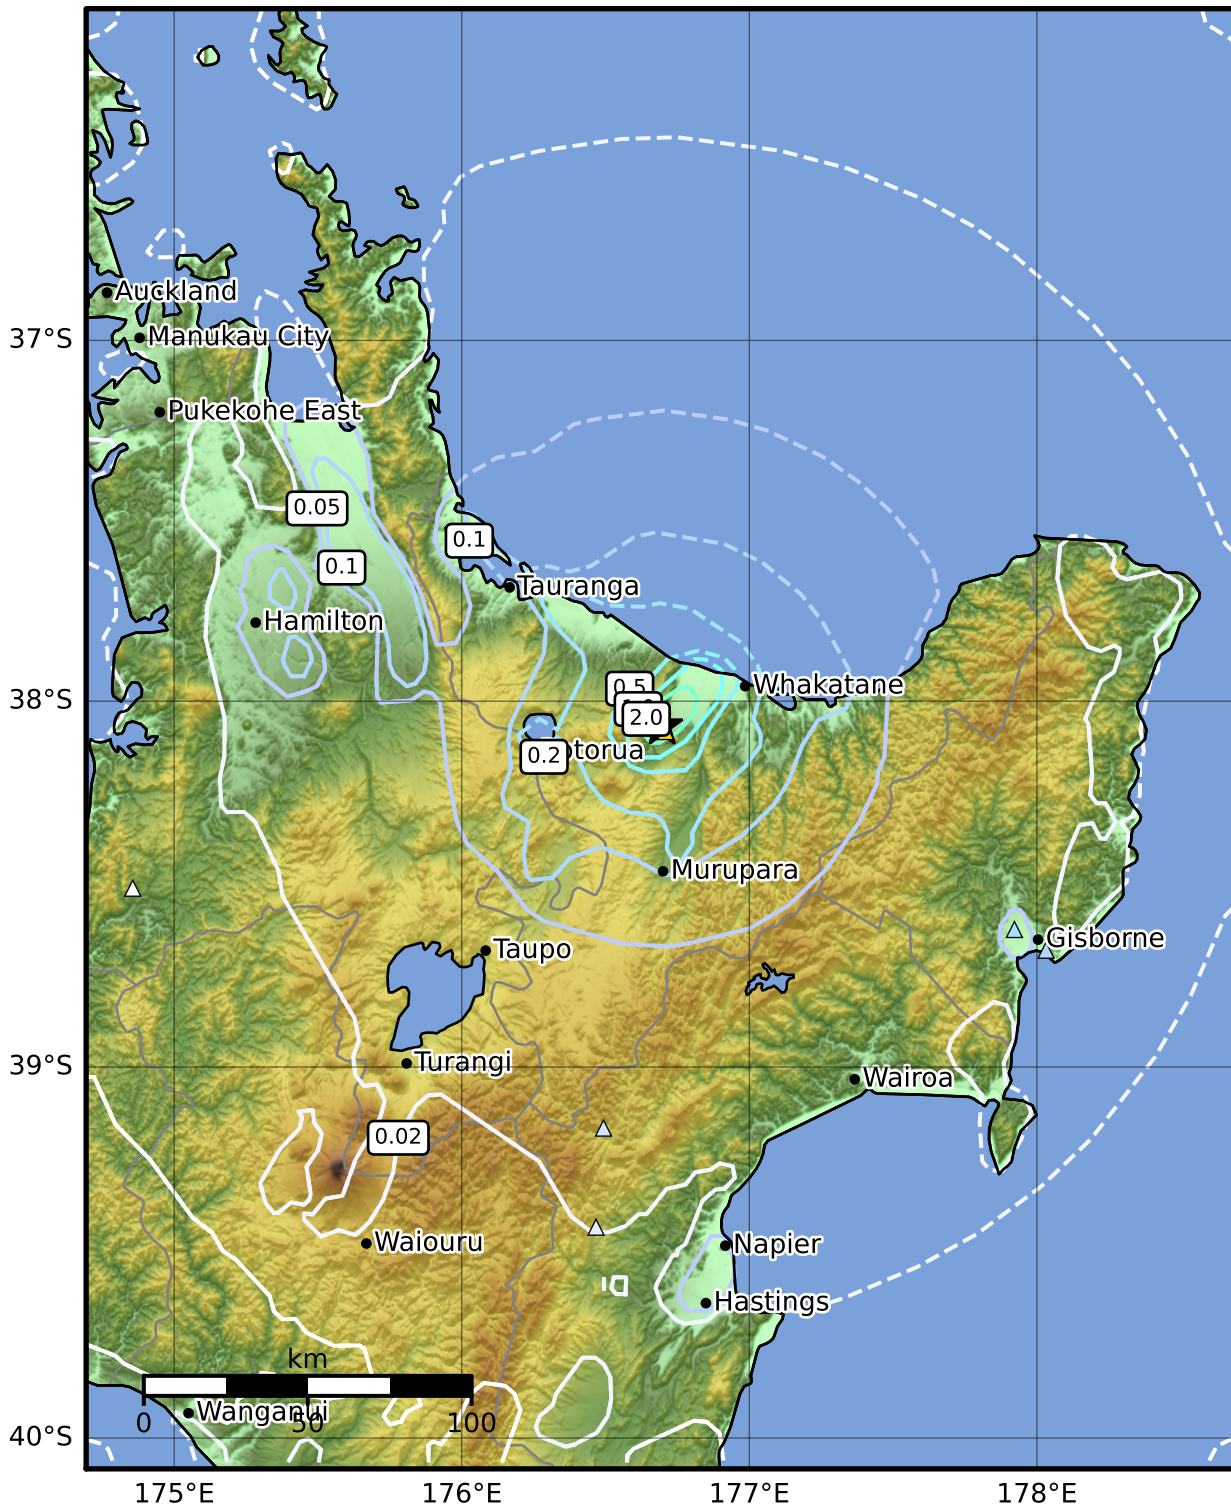 Auckland
37°S
Manukau City
Pukekohe East
0.05
0.1
0.1
Tauranga
Hamilton
0.5
Whakatane
38°S
2.0
0.2
torua
Murupara
Gisborne
Taupo
39°S
Turangi
Wairoa
0.02
Waiouru
Napier
Hastings
km
0
50
100
Wanganui
40°S
175°E
176°E
177°E
178°E